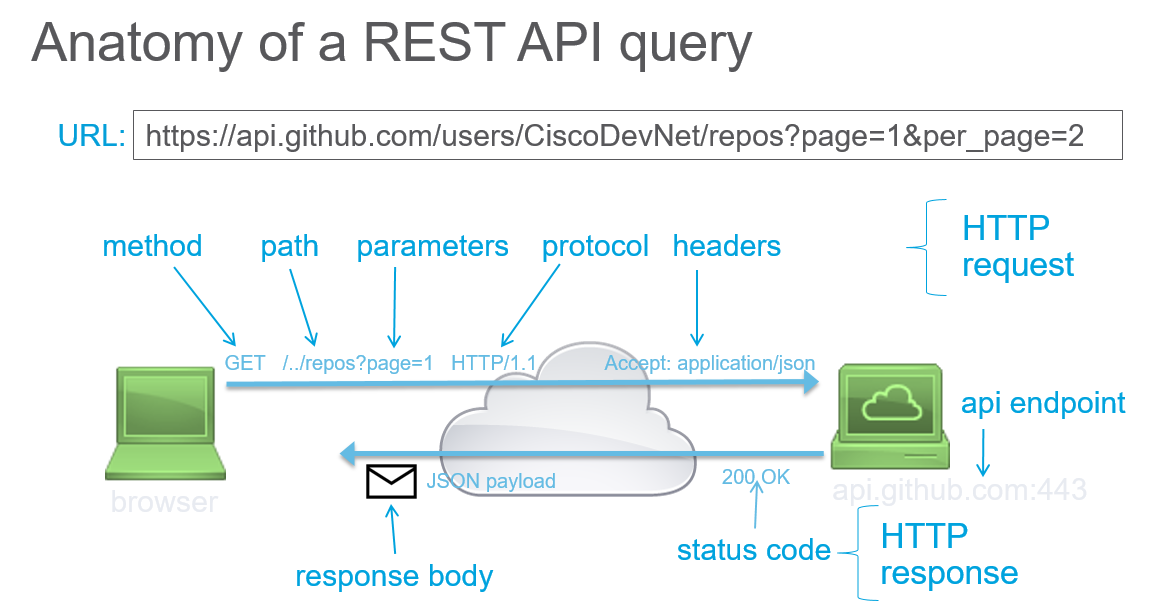 Anatomy of a REST API query
URL: https://api.github.com/users/CiscoDevNet/repos?page=1&per_page=2
method path parameters protocol headers
HTTP
request
GET /../repos?page=1 HTTP/1.1 Accept: application/json
api endpoint
JSON payload 200 OK
browser api.github.com:443
status code
HTTP
response
response body